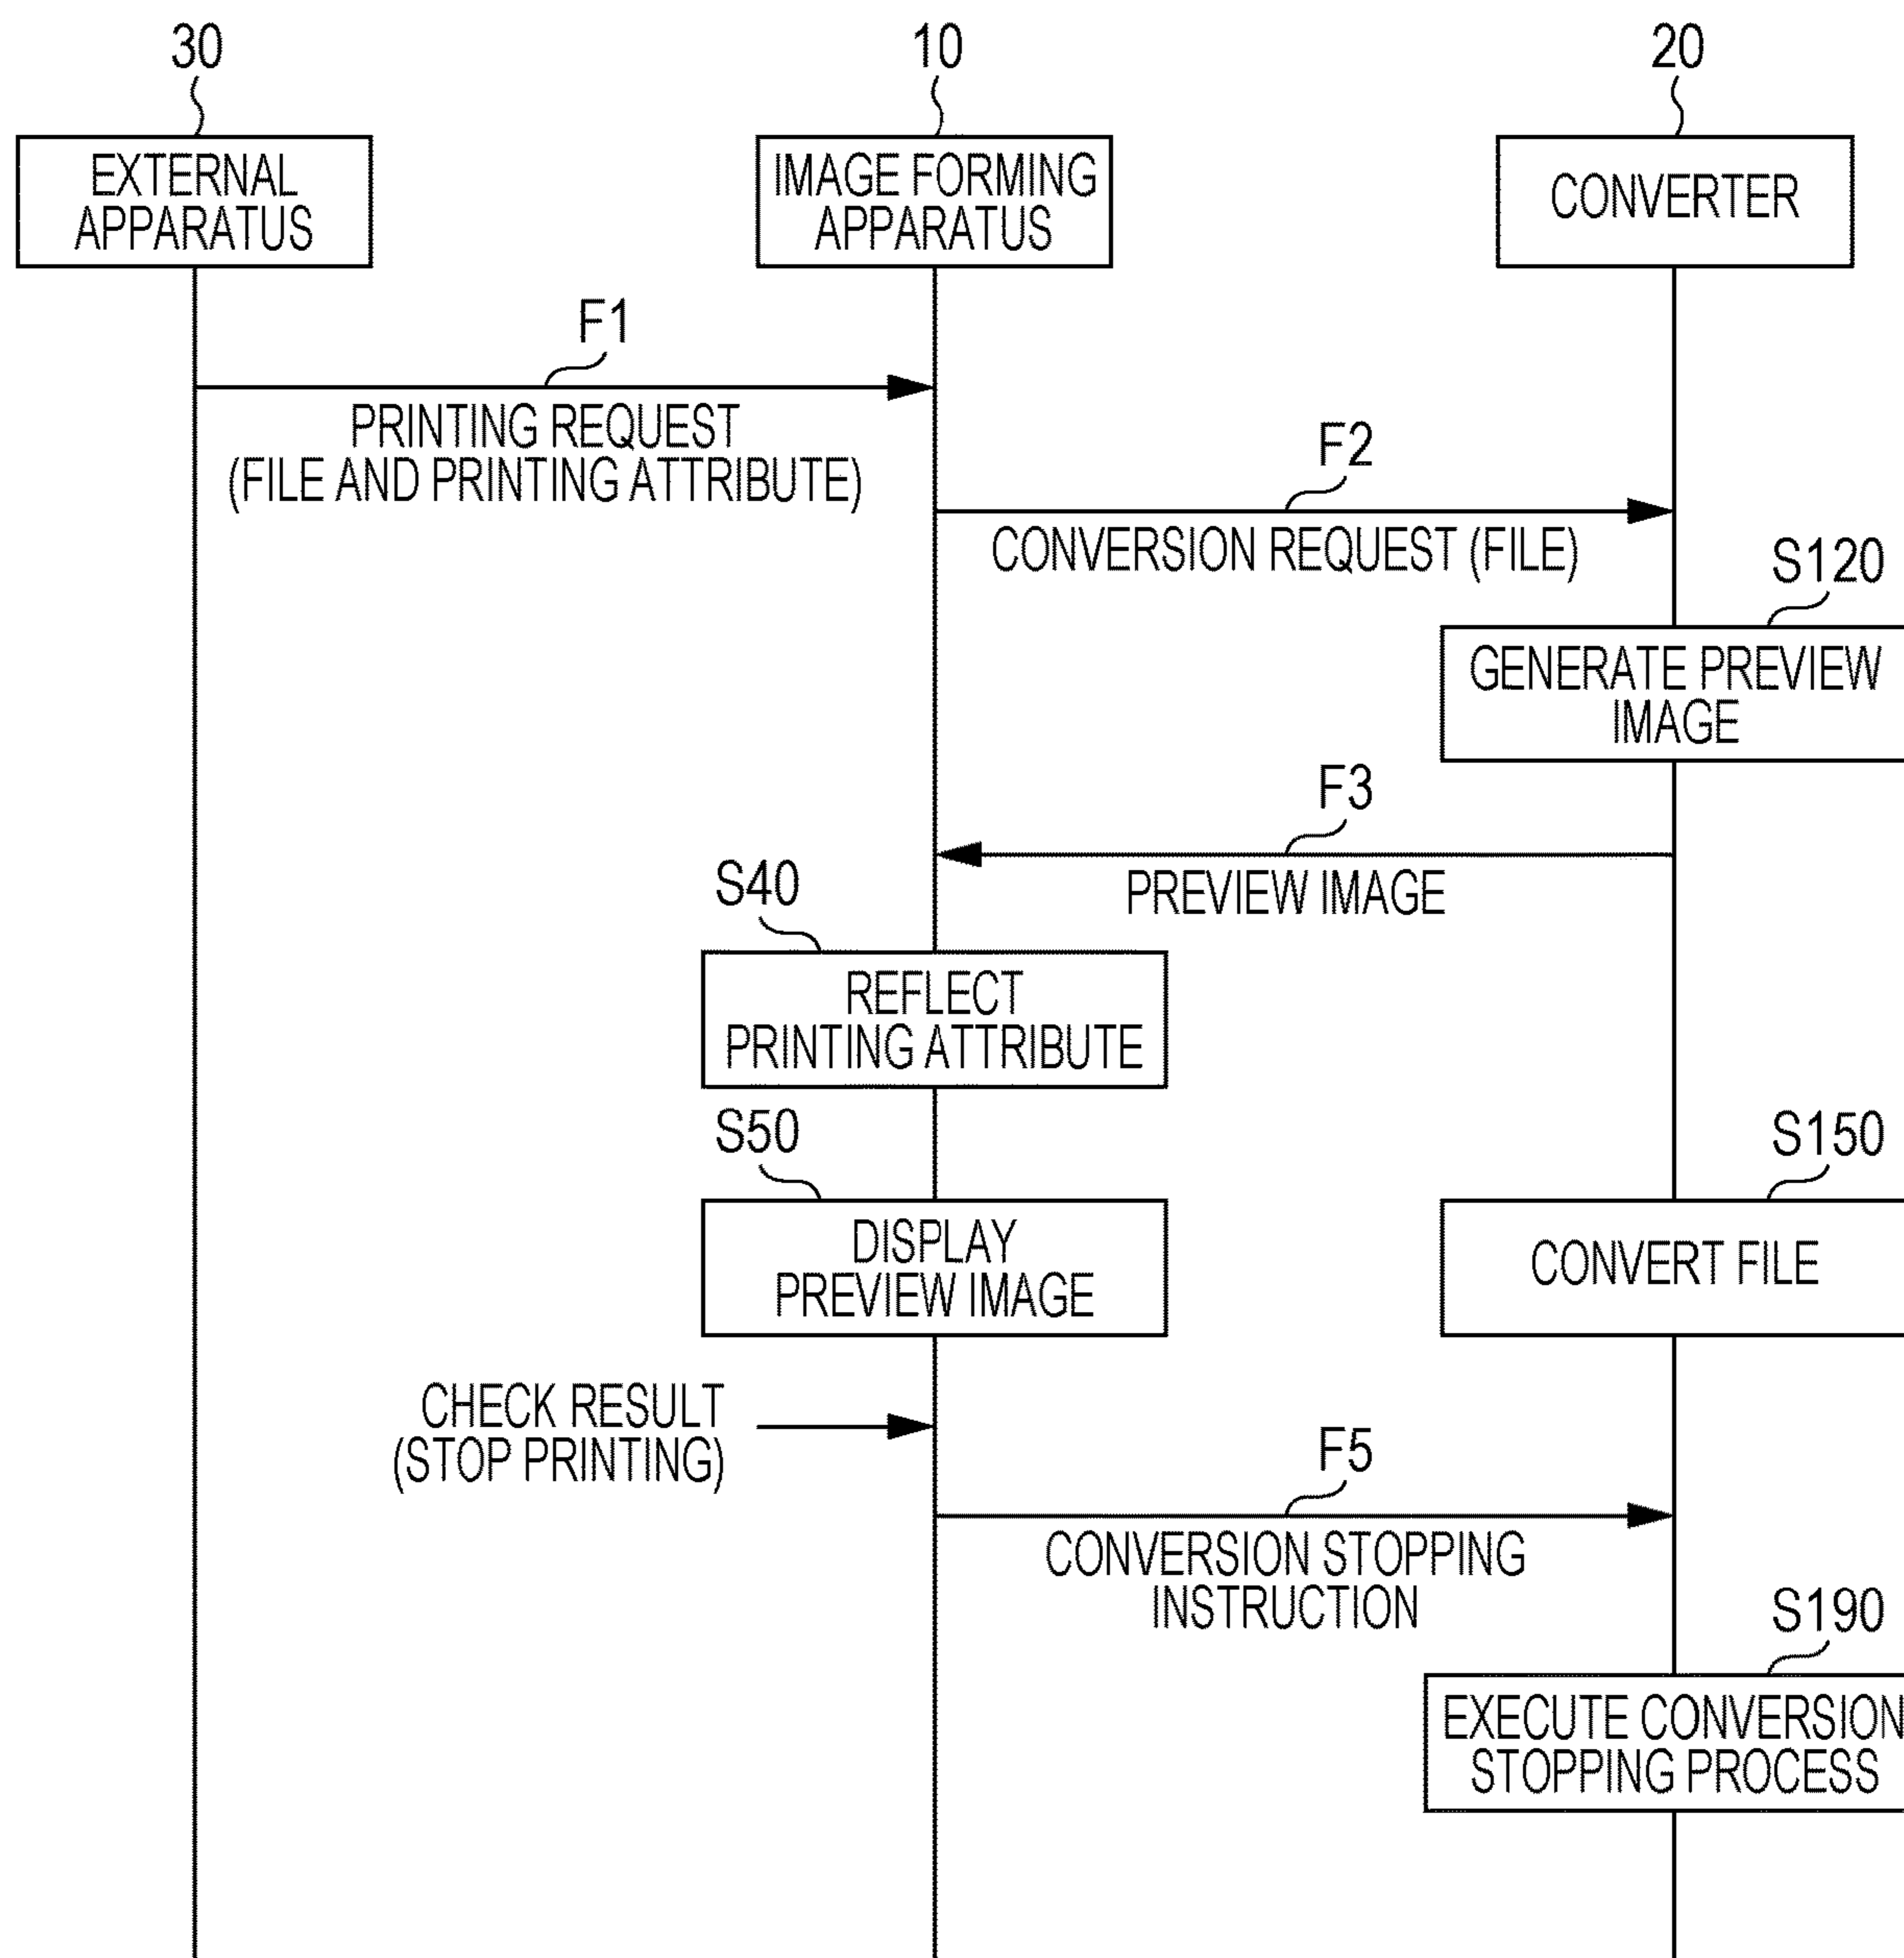 30
10
20
EXTERNAL
APPARATUS
IMAGE FORMING
APPARATUS
CONVERTER
F1
PRINTING REQUEST
(FILE AND PRINTING ATTRIBUTE)
F2
CONVERSION REQUEST (FILE)
S120
GENERATE PREVIEW
IMAGE
F3
PREVIEW IMAGE
S40
REFLECT
PRINTING ATTRIBUTE
S50
S150
DISPLAY
PREVIEW IMAGE
CONVERT FILE
CHECK RESULT
(STOP PRINTING)
F5
CONVERSION STOPPING
INSTRUCTION
S190
EXECUTE CONVERSION
STOPPING PROCESS